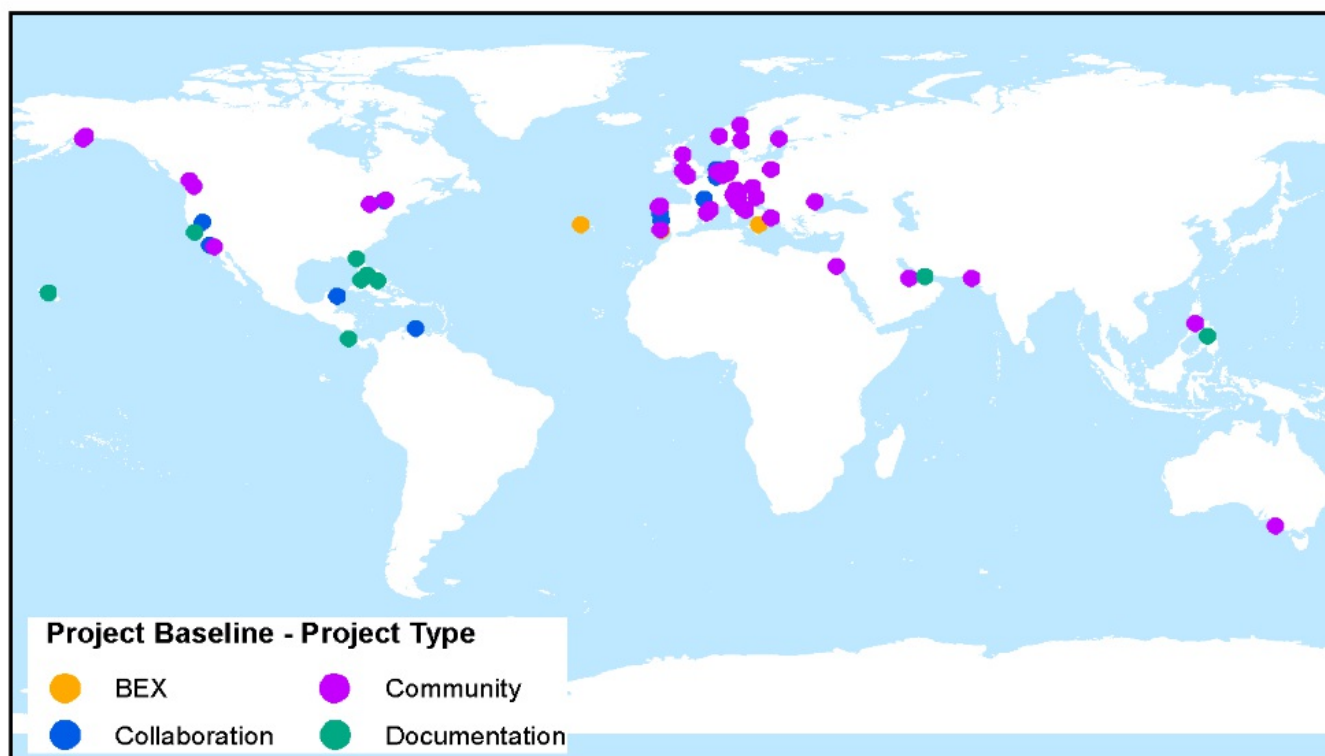 Project Baseline - Project Type
BEX
Community
Collaboration
Documentation